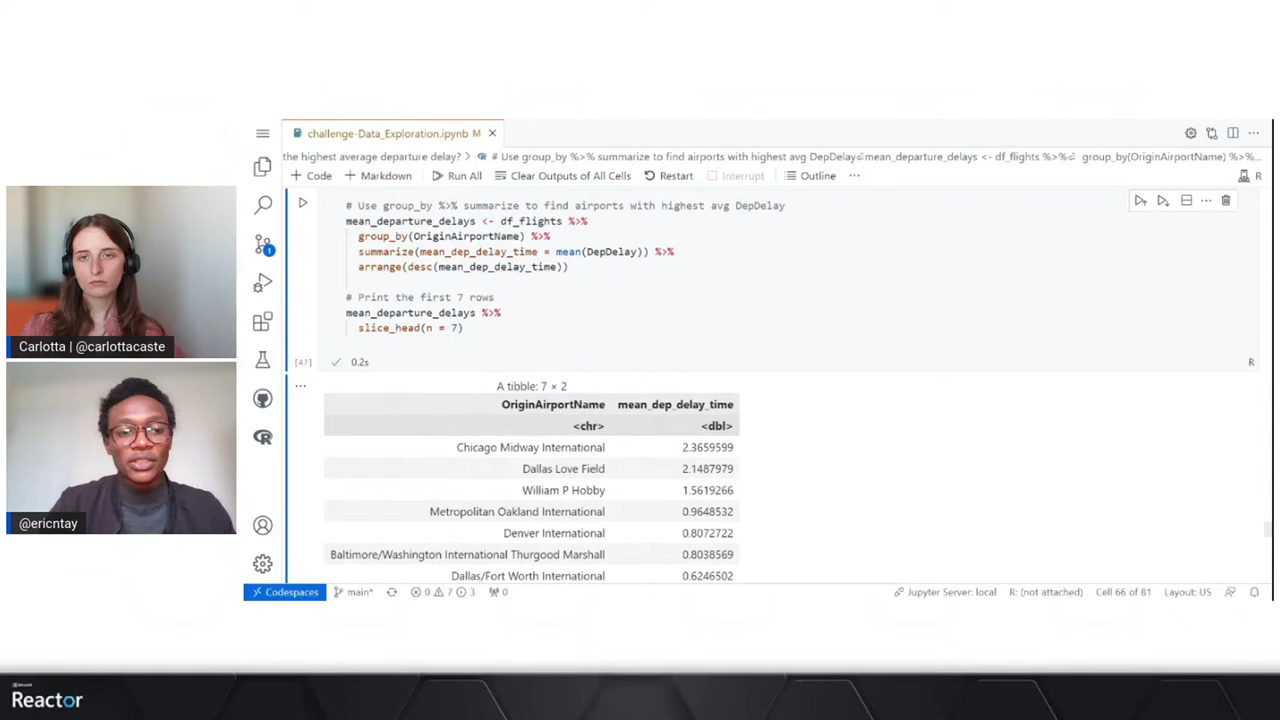 challenge-Data_Exploration.ipynb M
the highest average departure delay? > # Use group_by %>% summarize to find airports with highest avg DepDelay⏎mean_departure_delays <- df_flights %>%⏎ group_by(OriginAirportName) %>%...
+ Code + Markdown Run All Clear Outputs of All Cells Restart Interrupt Outline ... R
# Use group_by %>% summarize to find airports with highest avg DepDelay
mean_departure_delays <- df_flights %>%
group_by(OriginAirportName) %>%
summarize(mean_dep_delay_time = mean(DepDelay)) %>%
arrange(desc(mean_dep_delay_time))
# Print the first 7 rows
mean_departure_delays %>%
slice_head(n = 7)
[47] 0.2s R
A tibble: 7 × 2
OriginAirportName mean_dep_delay_time
<chr> <dbl>
Chicago Midway International 2.3659599
Dallas Love Field 2.1487979
William P Hobby 1.5619266
Metropolitan Oakland International 0.9648532
Denver International 0.8072722
Baltimore/Washington International Thurgood Marshall 0.8038569
Dallas/Fort Worth International 0.6246502
1
Codespaces main* 0 7 3 0 Jupyter Server: local R: (not attached) Cell 66 of 81 Layout: US
Carlotta | @carlottacaste
@ericntay
Microsoft
Reactor